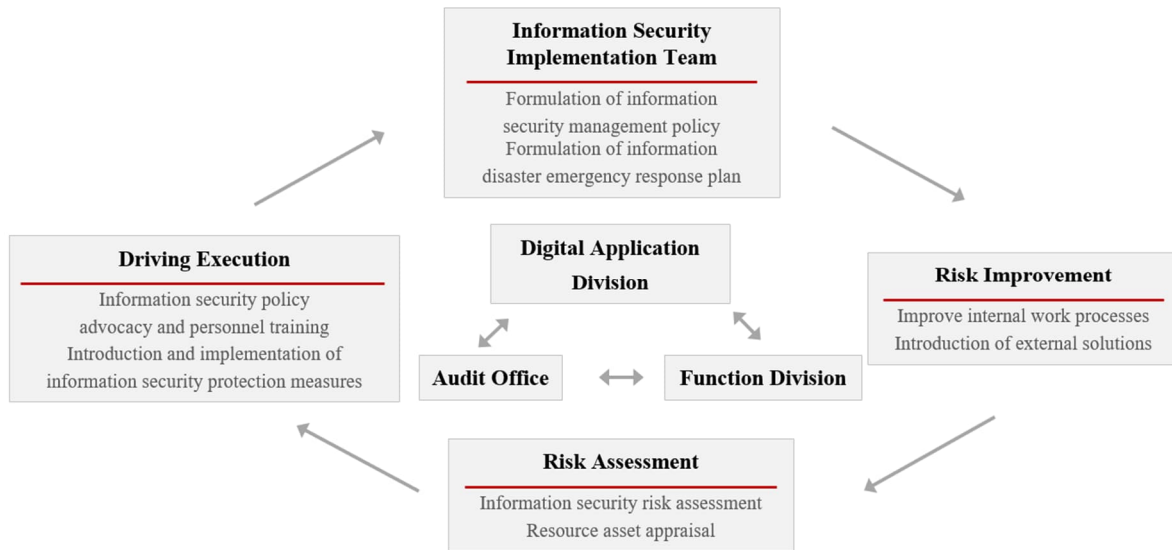 Information Security
Implementation Team
Formulation of information
security management policy
Formulation of information
disaster emergency response plan
Driving Execution
Information security policy
advocacy and personnel training
Introduction and implementation of
information security protection measures
Digital Application
Division
Audit Office
Function Division
Risk Improvement
Improve internal work processes
Introduction of external solutions
Risk Assessment
Information security risk assessment
Resource asset appraisal